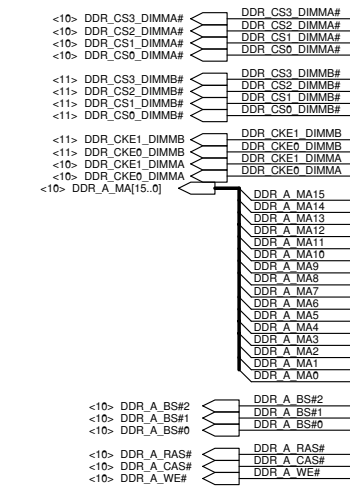 <10> DDR_CS3_DIMMA# DDR_CS3_DIMMA#
<10> DDR_CS2_DIMMA# DDR_CS2_DIMMA#
<10> DDR_CS1_DIMMA# DDR_CS1_DIMMA#
<10> DDR_CS0_DIMMA# DDR_CS0_DIMMA#
<11> DDR_CS3_DIMMB# DDR_CS3_DIMMB#
<11> DDR_CS2_DIMMB# DDR_CS2_DIMMB#
<11> DDR_CS1_DIMMB# DDR_CS1_DIMMB#
<11> DDR_CS0_DIMMB# DDR_CS0_DIMMB#
<11> DDR_CKE1_DIMMB DDR_CKE1_DIMMB
<11> DDR_CKE0_DIMMB DDR_CKE0_DIMMB
<10> DDR_CKE1_DIMMA DDR_CKE1_DIMMA
<10> DDR_CKE0_DIMMA DDR_CKE0_DIMMA
<10> DDR_A_MA[15..0]
DDR_A_MA15
DDR_A_MA14
DDR_A_MA13
DDR_A_MA12
DDR_A_MA11
DDR_A_MA10
DDR_A_MA9
DDR_A_MA8
DDR_A_MA7
DDR_A_MA6
DDR_A_MA5
DDR_A_MA4
DDR_A_MA3
DDR_A_MA2
DDR_A_MA1
DDR_A_MA0
<10> DDR_A_BS#2 DDR_A_BS#2
<10> DDR_A_BS#1 DDR_A_BS#1
<10> DDR_A_BS#0 DDR_A_BS#0
<10> DDR_A_RAS# DDR_A_RAS#
<10> DDR_A_CAS# DDR_A_CAS#
<10> DDR_A_WE# DDR_A_WE#